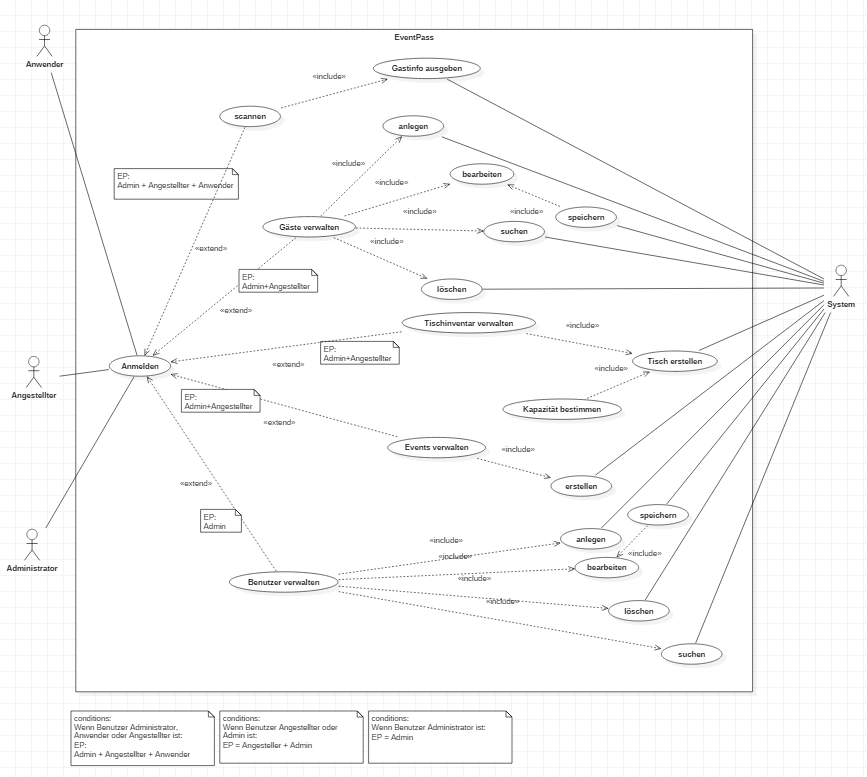 EventPass
Anwender
Gastinfo ausgeben
«include»
scannen
anlegen
«include»
EP:
Admin + Angestellter + Anwender
bearbeiten
«include»
«include»
«include»
speichern
Gäste verwalten
suchen
«include»
«extend»
EP:
Admin+Angestellter
löschen
System
«extend»
Tischinventar verwalten
«include»
EP:
Admin+Angestellter
Tisch erstellen
Anmelden
«extend»
«include»
Angestellter
EP:
Admin+Angestellter
Kapazität bestimmen
«extend»
Events verwalten
«include»
«extend»
erstellen
EP:
Admin
speichern
anlegen
«include»
«include»
«include»
Administrator
bearbeiten
«include»
Benutzer verwalten
«include»
löschen
suchen
conditions:
Wenn Benutzer Administrator,
Anwender oder Angestellter ist:
EP:
Admin + Angestellter + Anwender
conditions:
Wenn Benutzer Angestellter oder
Admin ist:
EP = Angesteller + Admin
conditions:
Wenn Benutzer Administrator ist:
EP = Admin